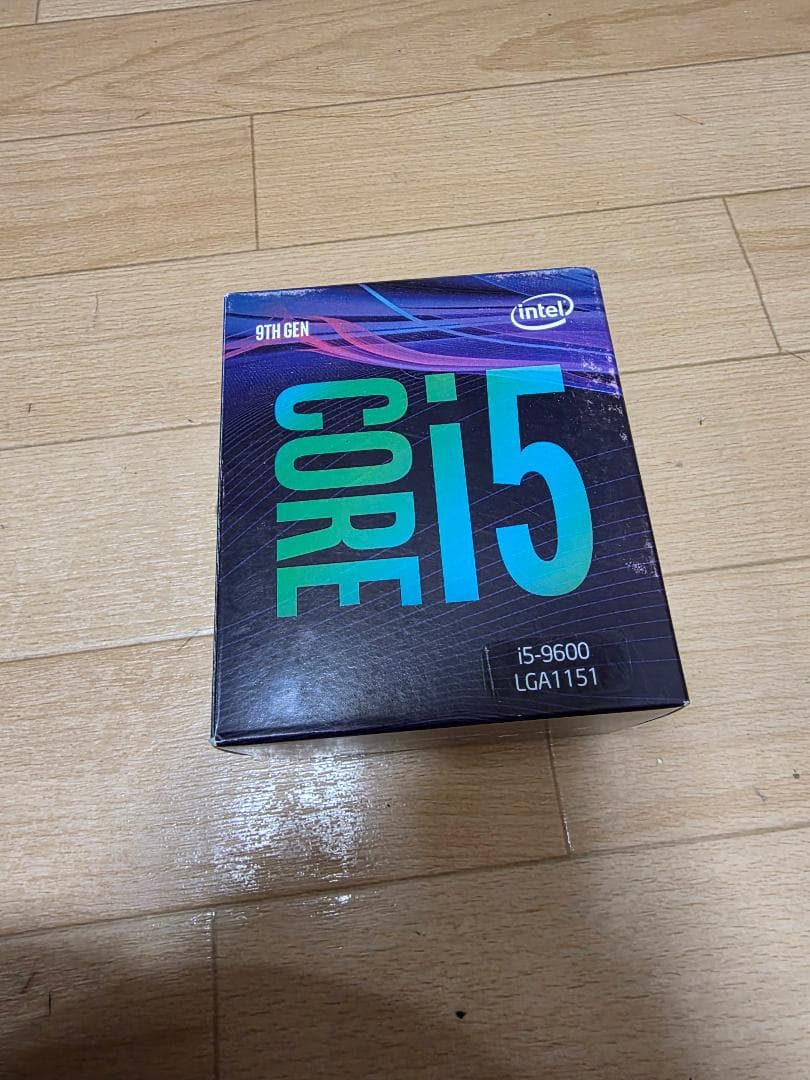 9TH GEN
intel
CORE i5
i5-9600
LGA1151